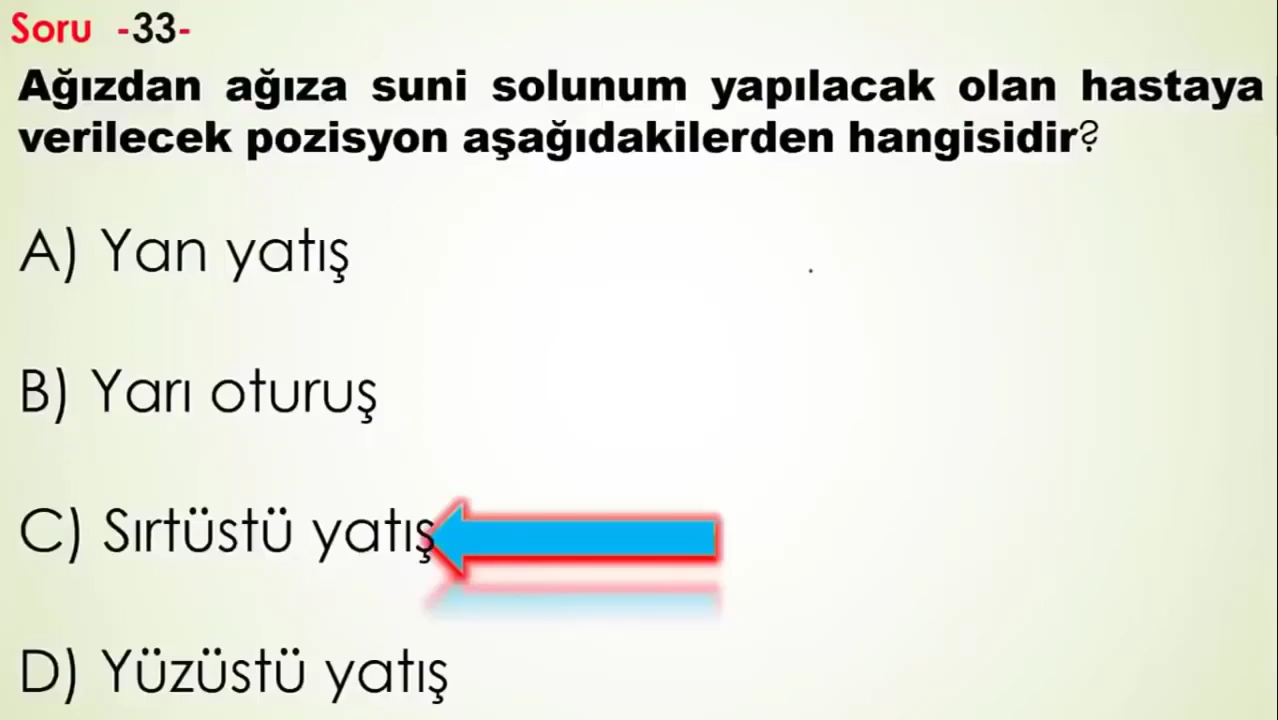 Soru -33-
Ağızdan ağıza suni solunum yapılacak olan hastaya
verilecek pozisyon aşağıdakilerden hangisidir?
A) Yan yatış
B) Yarı oturuş
C) Sırtüstü yatış
D) Yüzüstü yatış